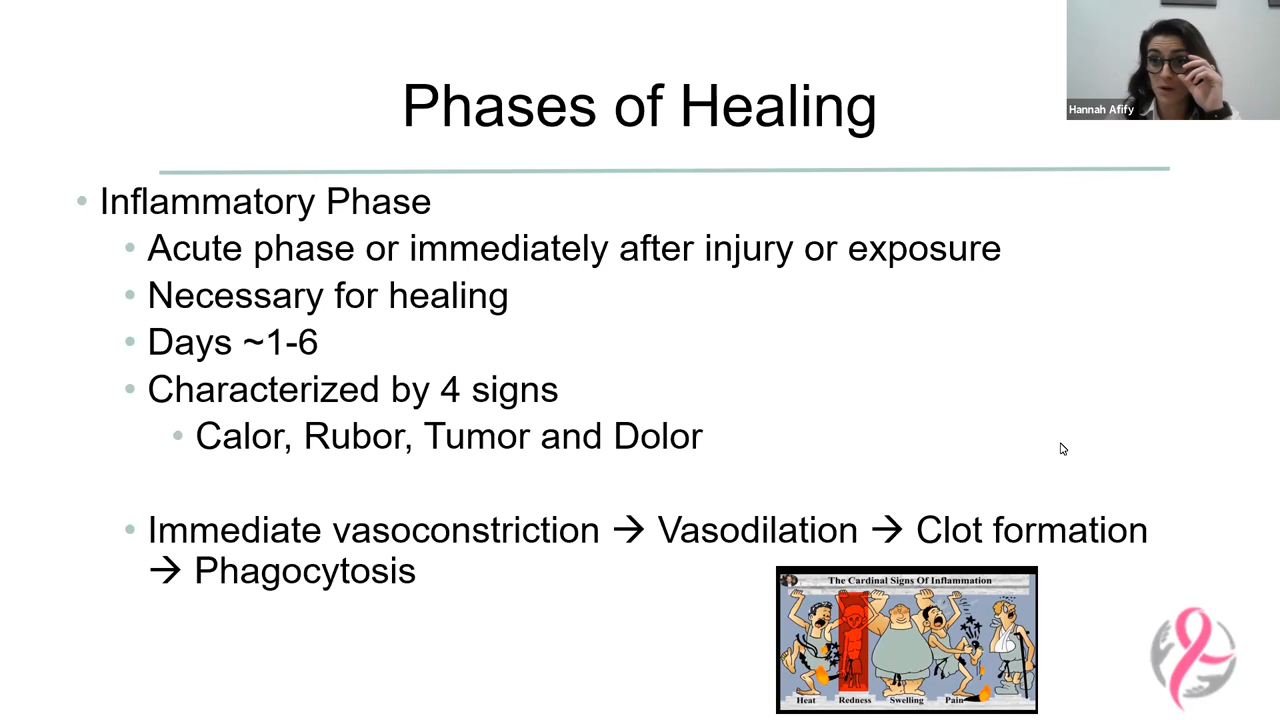 Hannah Afify
Phases of Healing
• Inflammatory Phase
• Acute phase or immediately after injury or exposure
• Necessary for healing
• Days ~1-6
• Characterized by 4 signs
• Calor, Rubor, Tumor and Dolor
• Immediate vasoconstriction → Vasodilation → Clot formation
→ Phagocytosis
The Cardinal Signs Of Inflammation
Heat Redness Swelling Pain